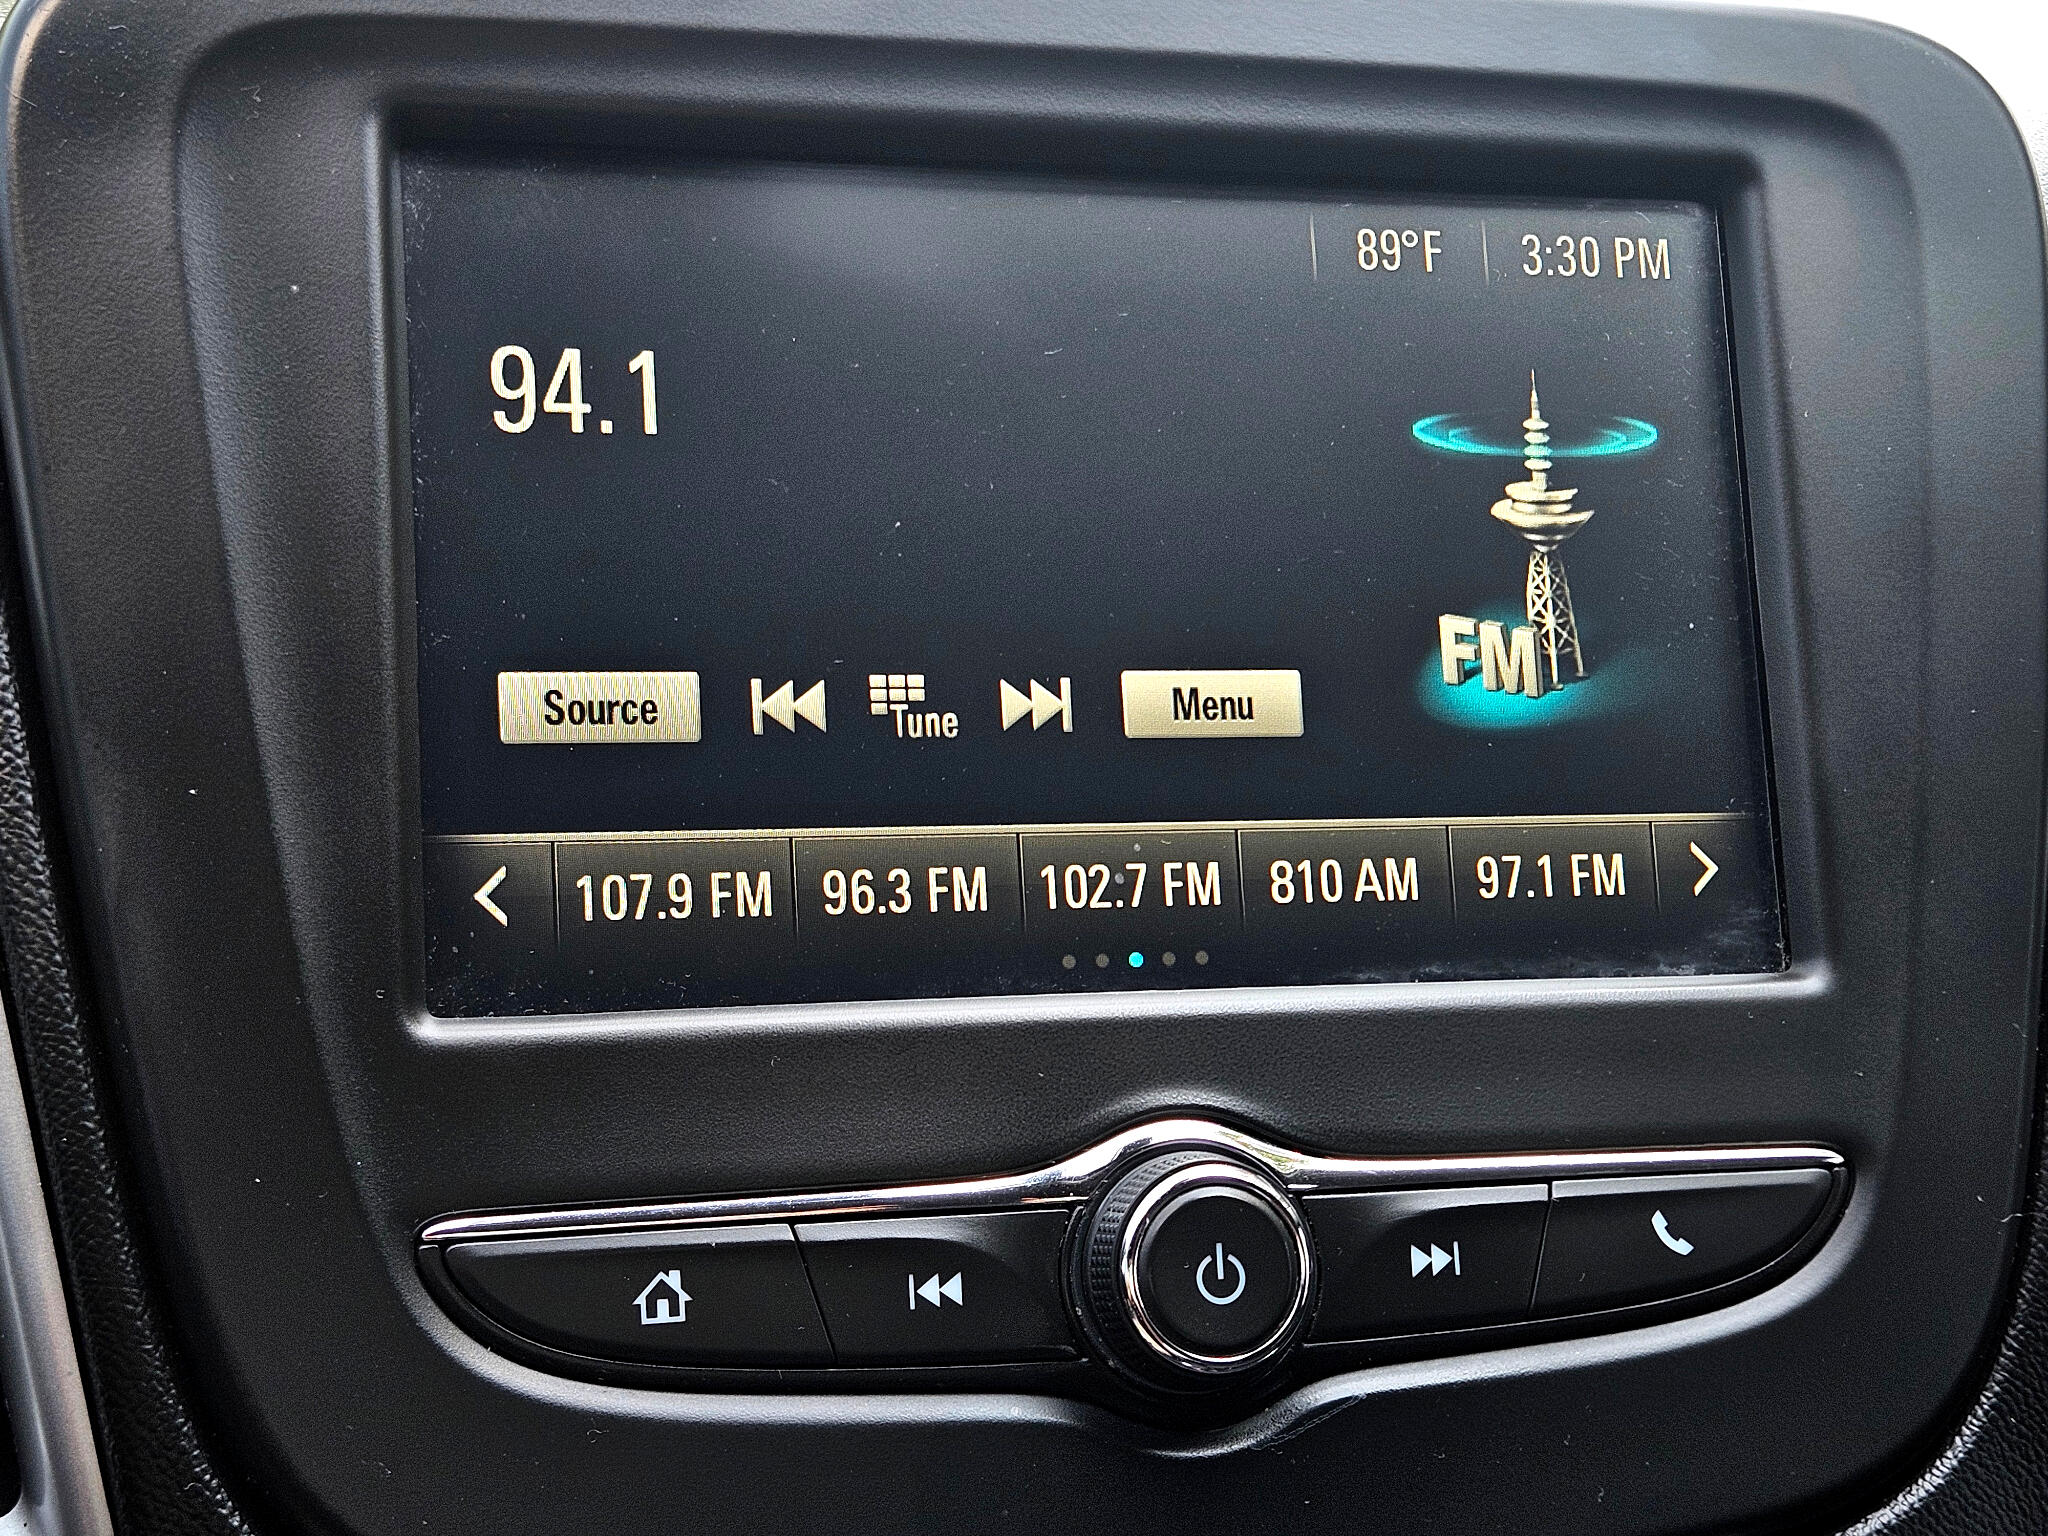 89°F 3:30 PM
94.1
FM
Source Tune Menu
107.9 FM 96.3 FM 102.7 FM 810 AM 97.1 FM